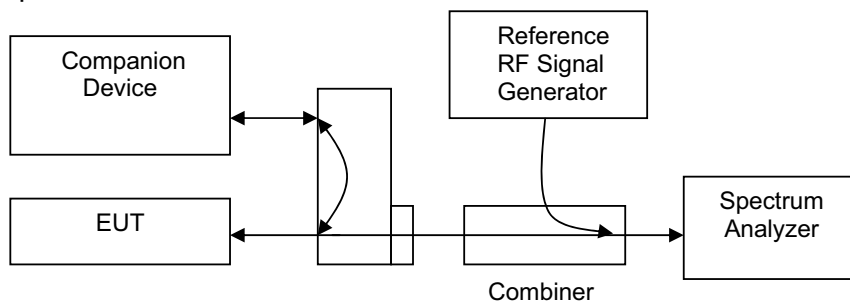 Companion
Device
Reference
RF Signal
Generator
EUT
Spectrum
Analyzer
Combiner